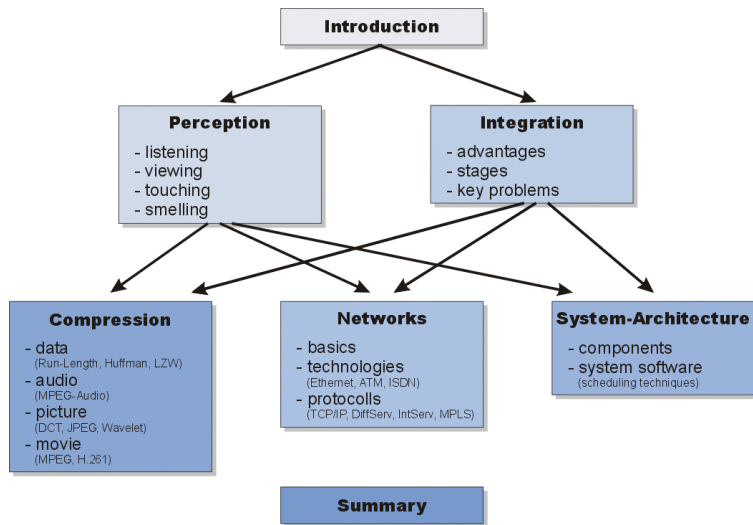 Introduction
Perception
- listening
- viewing
- touching
- smelling
Integration
- advantages
- stages
- key problems
Compression
- data
(Run-Length, Huffman, LZW)
- audio
(MPEG-Audio)
- picture
(DCT, JPEG, Wavelet)
- movie
(MPEG, H.261)
Networks
- basics
- technologies
(Ethernet, ATM, ISDN)
- protocolls
(TCP/IP, DiffServ, IntServ, MPLS)
System-Architecture
- components
- system software
(scheduling techniques)
Summary